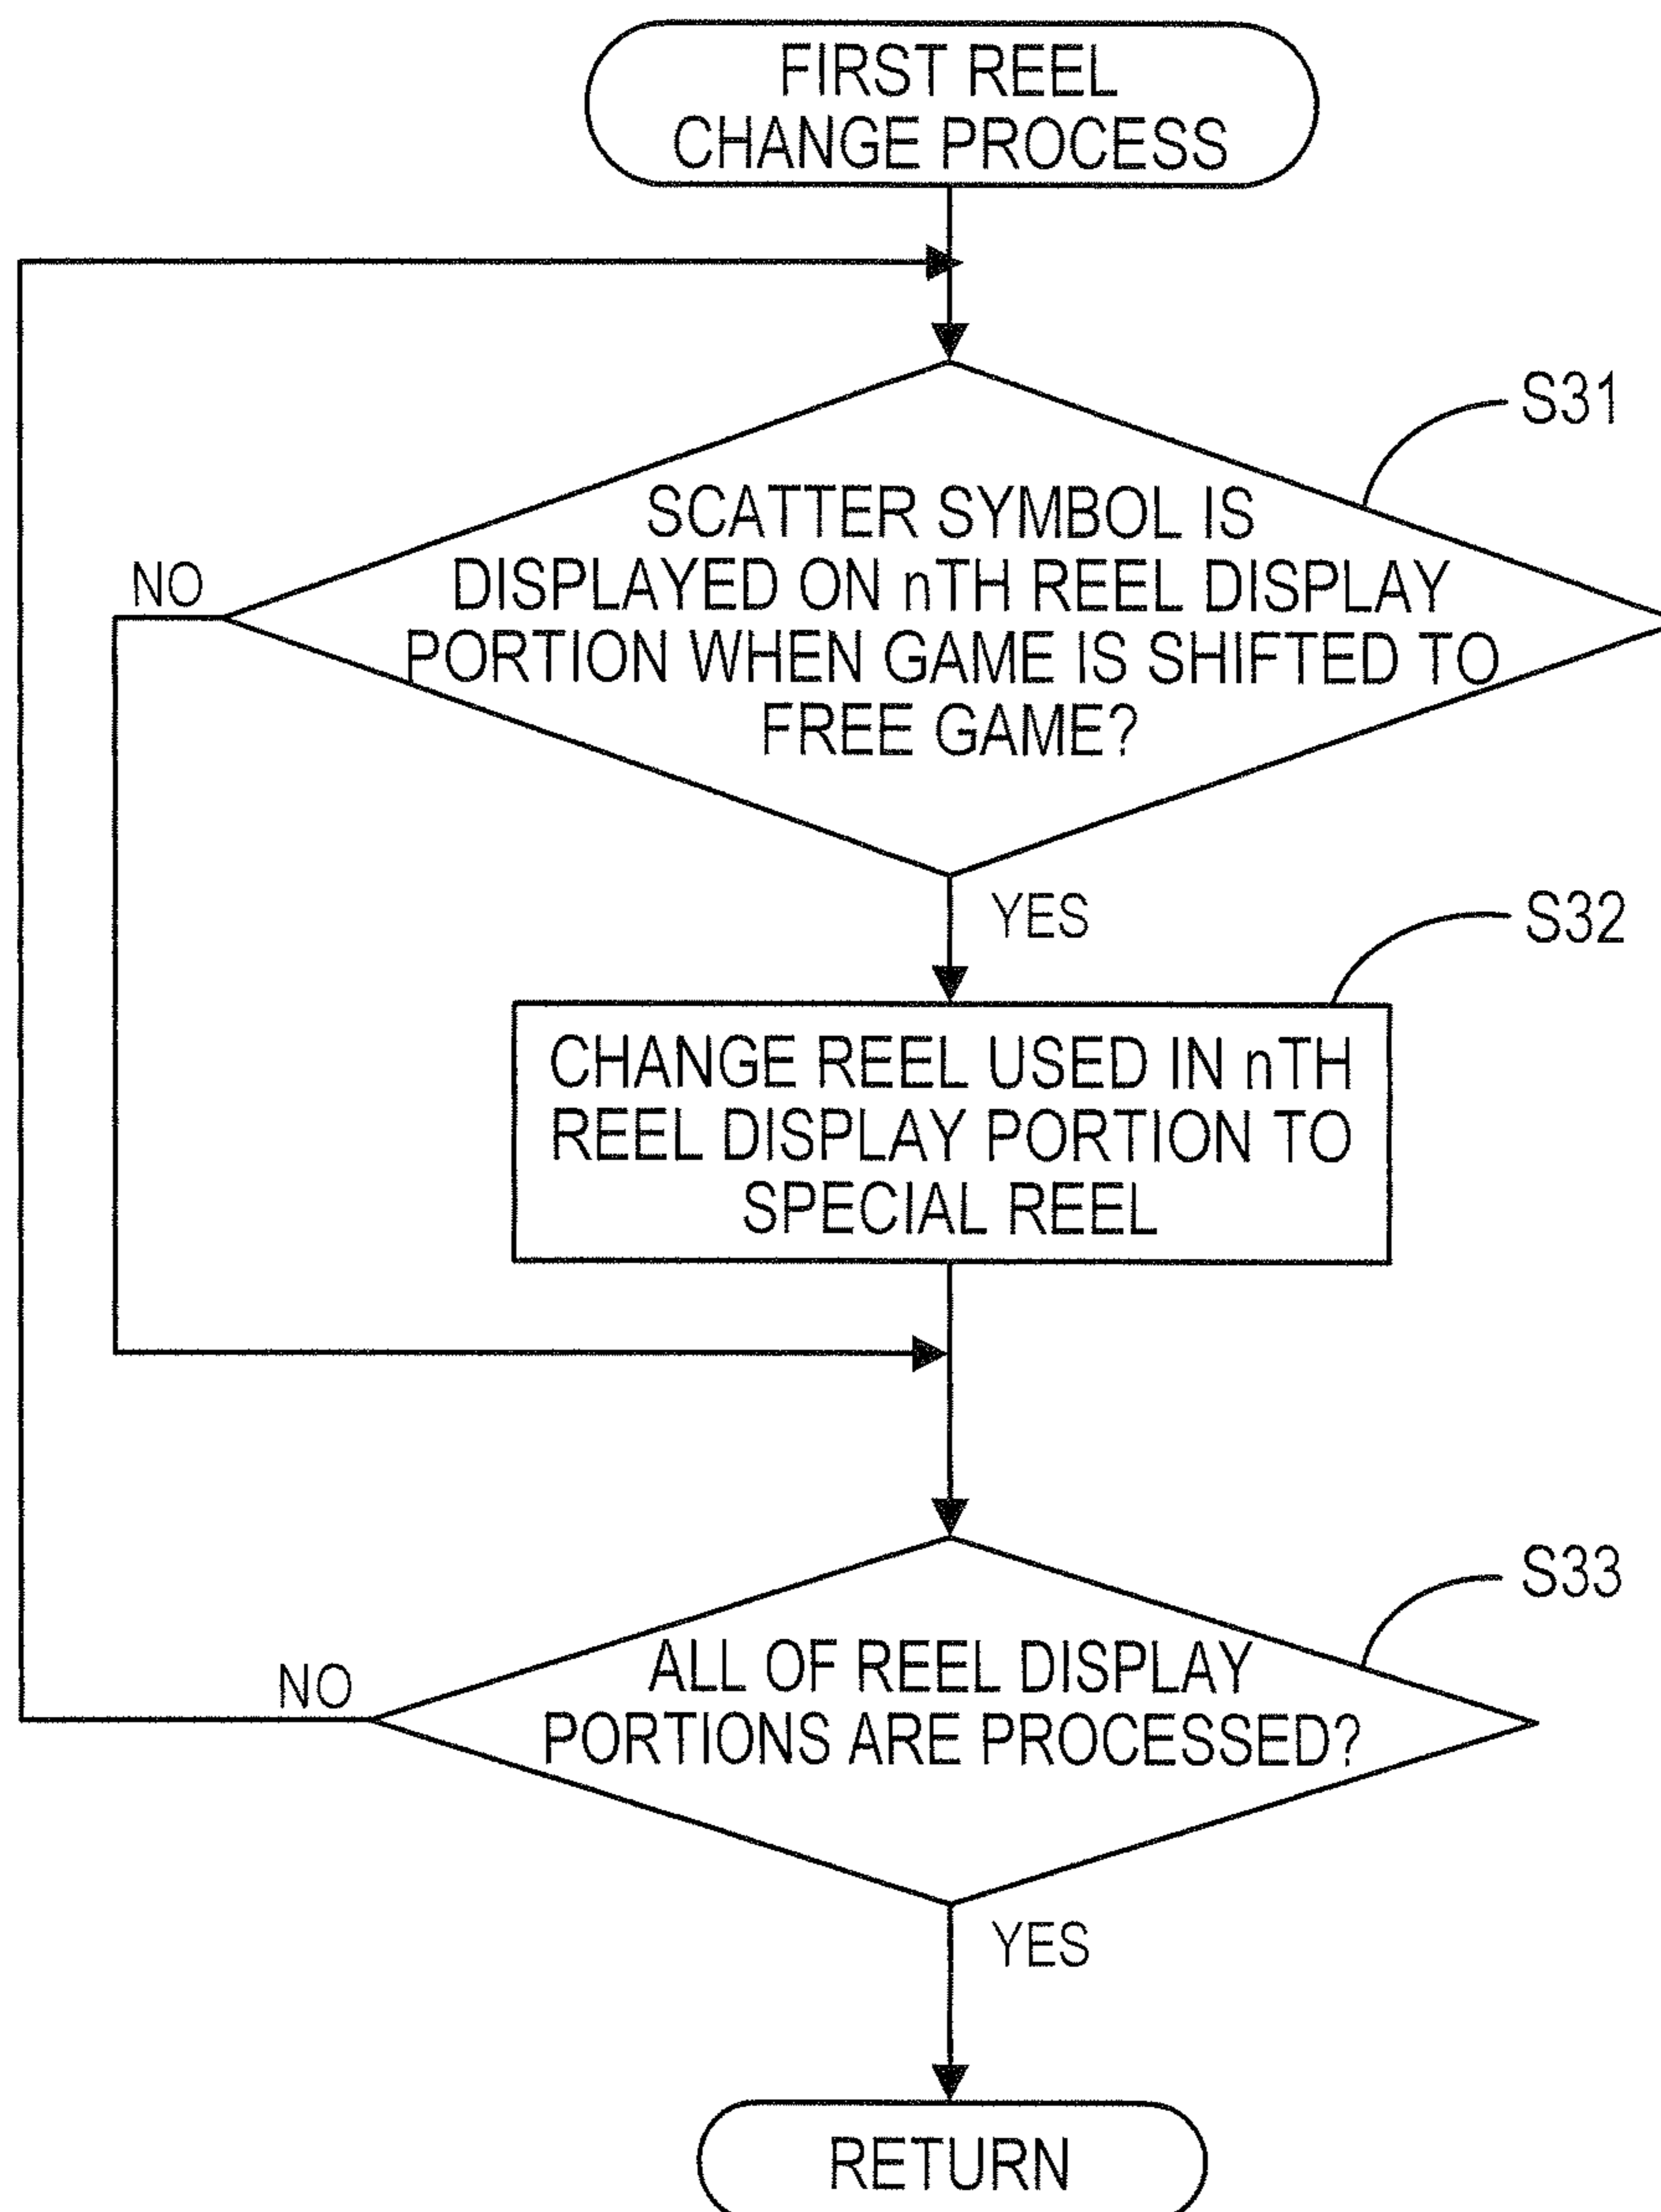 FIRST REEL
CHANGE PROCESS
S31
SCATTER SYMBOL IS
DISPLAYED ON nTH REEL DISPLAY
PORTION WHEN GAME IS SHIFTED TO
FREE GAME?
NO
YES
S32
CHANGE REEL USED IN nTH
REEL DISPLAY PORTION TO
SPECIAL REEL
S33
ALL OF REEL DISPLAY
PORTIONS ARE PROCESSED?
NO
YES
RETURN